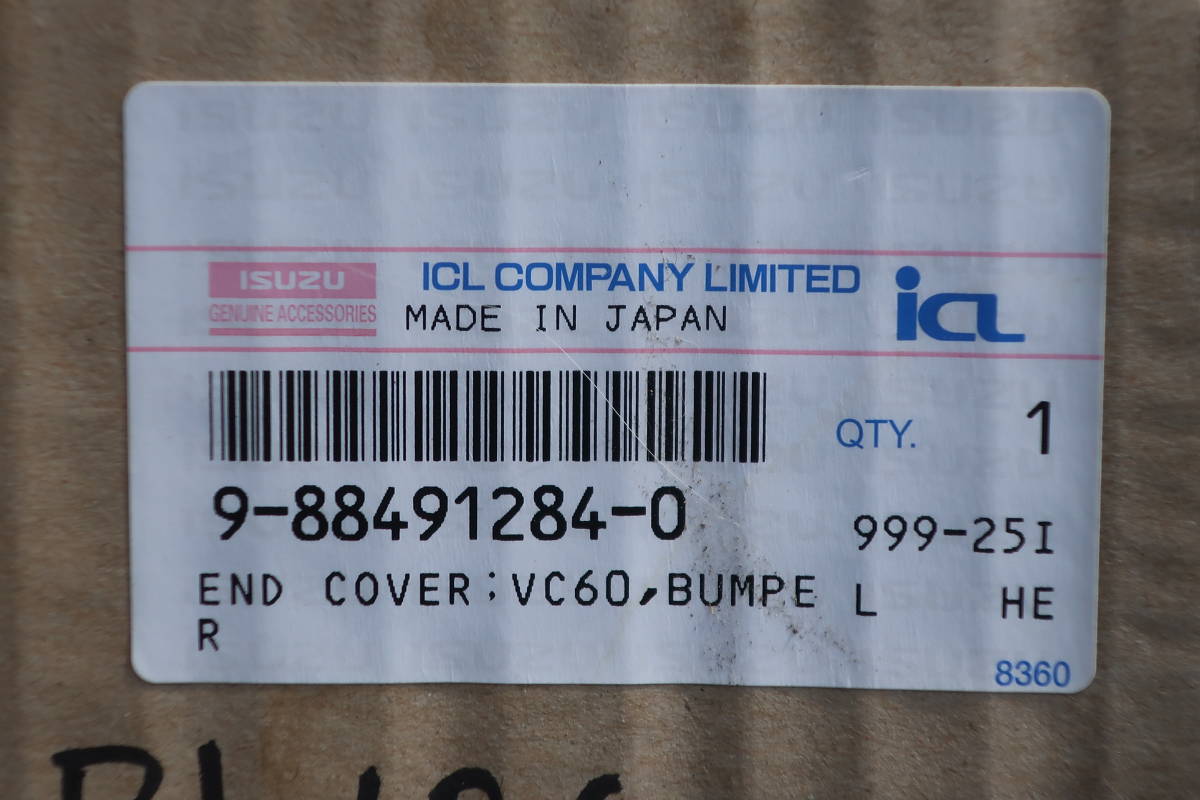 ISUZU
GENUINE ACCESSORIES
ICL COMPANY LIMITED
MADE IN JAPAN
icl
QTY. 1
9-88491284-0
999-25I
END COVER:VC60,BUMPE
R
L HE
8360